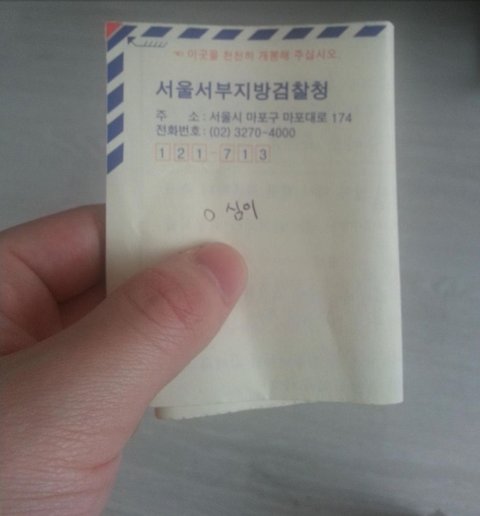 ☜ 이곳을 천천히 개봉해 주십시오.
서울서부지방검찰청
주 소 : 서울시 마포구 마포대로 174
전화번호 : (02) 3270-4000
121-713
o 심이